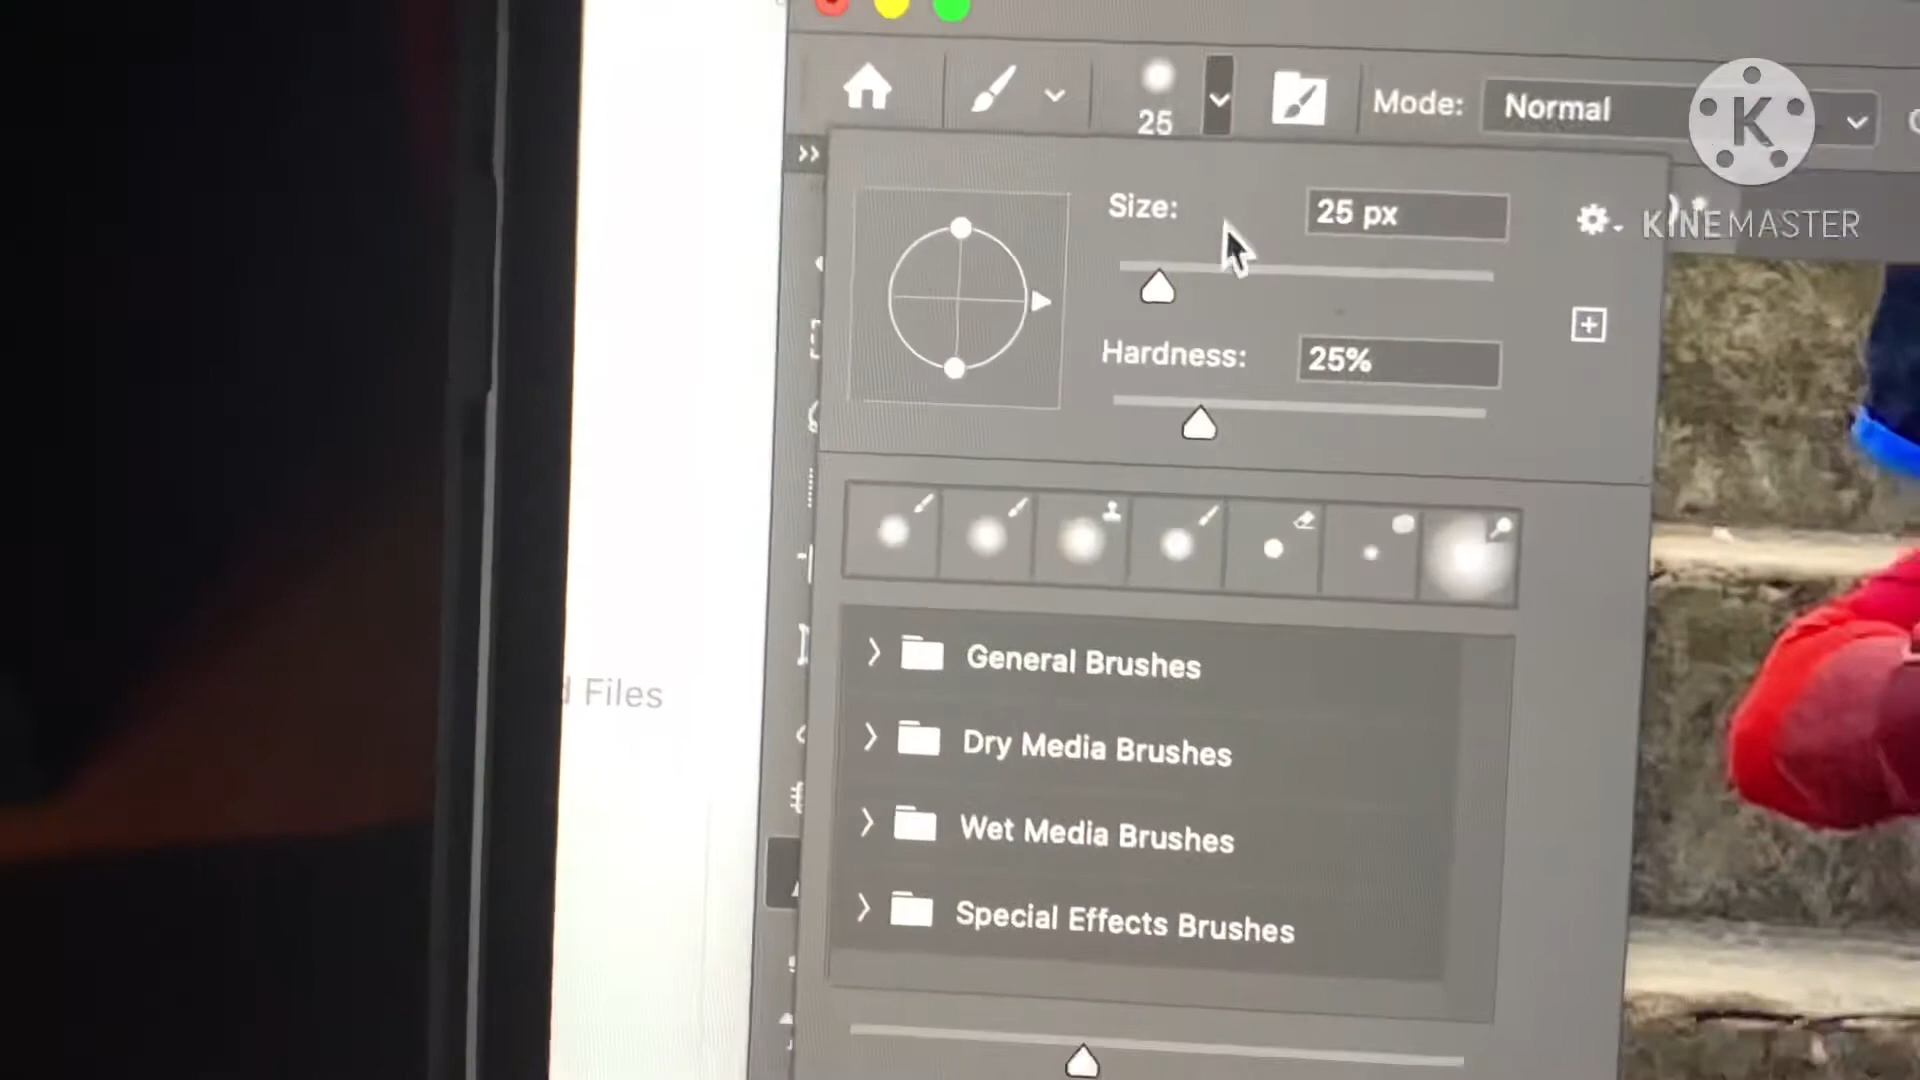 25
Mode:
Normal
K
KINEMASTER
Size:
25 px
Hardness:
25%
General Brushes
Dry Media Brushes
Wet Media Brushes
Special Effects Brushes
Files